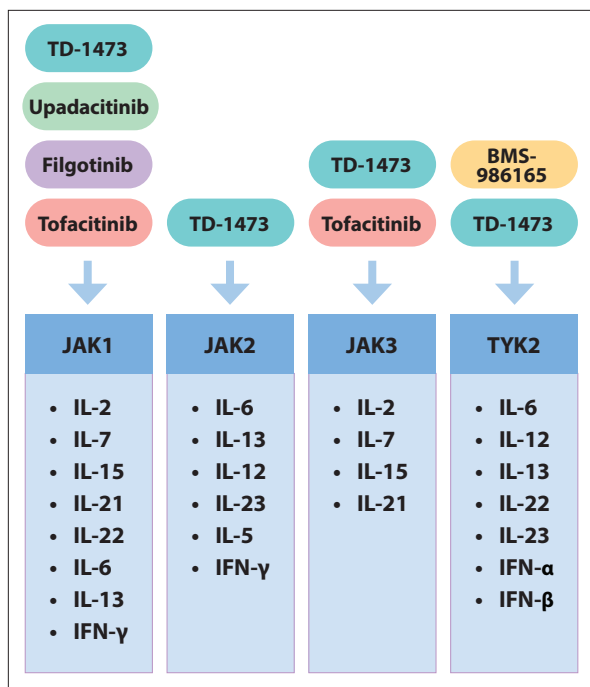 TD-1473
Upadacitinib
Filgotinib
Tofacitinib
TD-1473
TD-1473
Tofacitinib
BMS-
986165
TD-1473
JAK1
• IL-2
• IL-7
• IL-15
• IL-21
• IL-22
• IL-6
• IL-13
• IFN-γ
JAK2
• IL-6
• IL-13
• IL-12
• IL-23
• IL-5
• IFN-γ
JAK3
• IL-2
• IL-7
• IL-15
• IL-21
TYK2
• IL-6
• IL-12
• IL-13
• IL-22
• IL-23
• IFN-α
• IFN-β